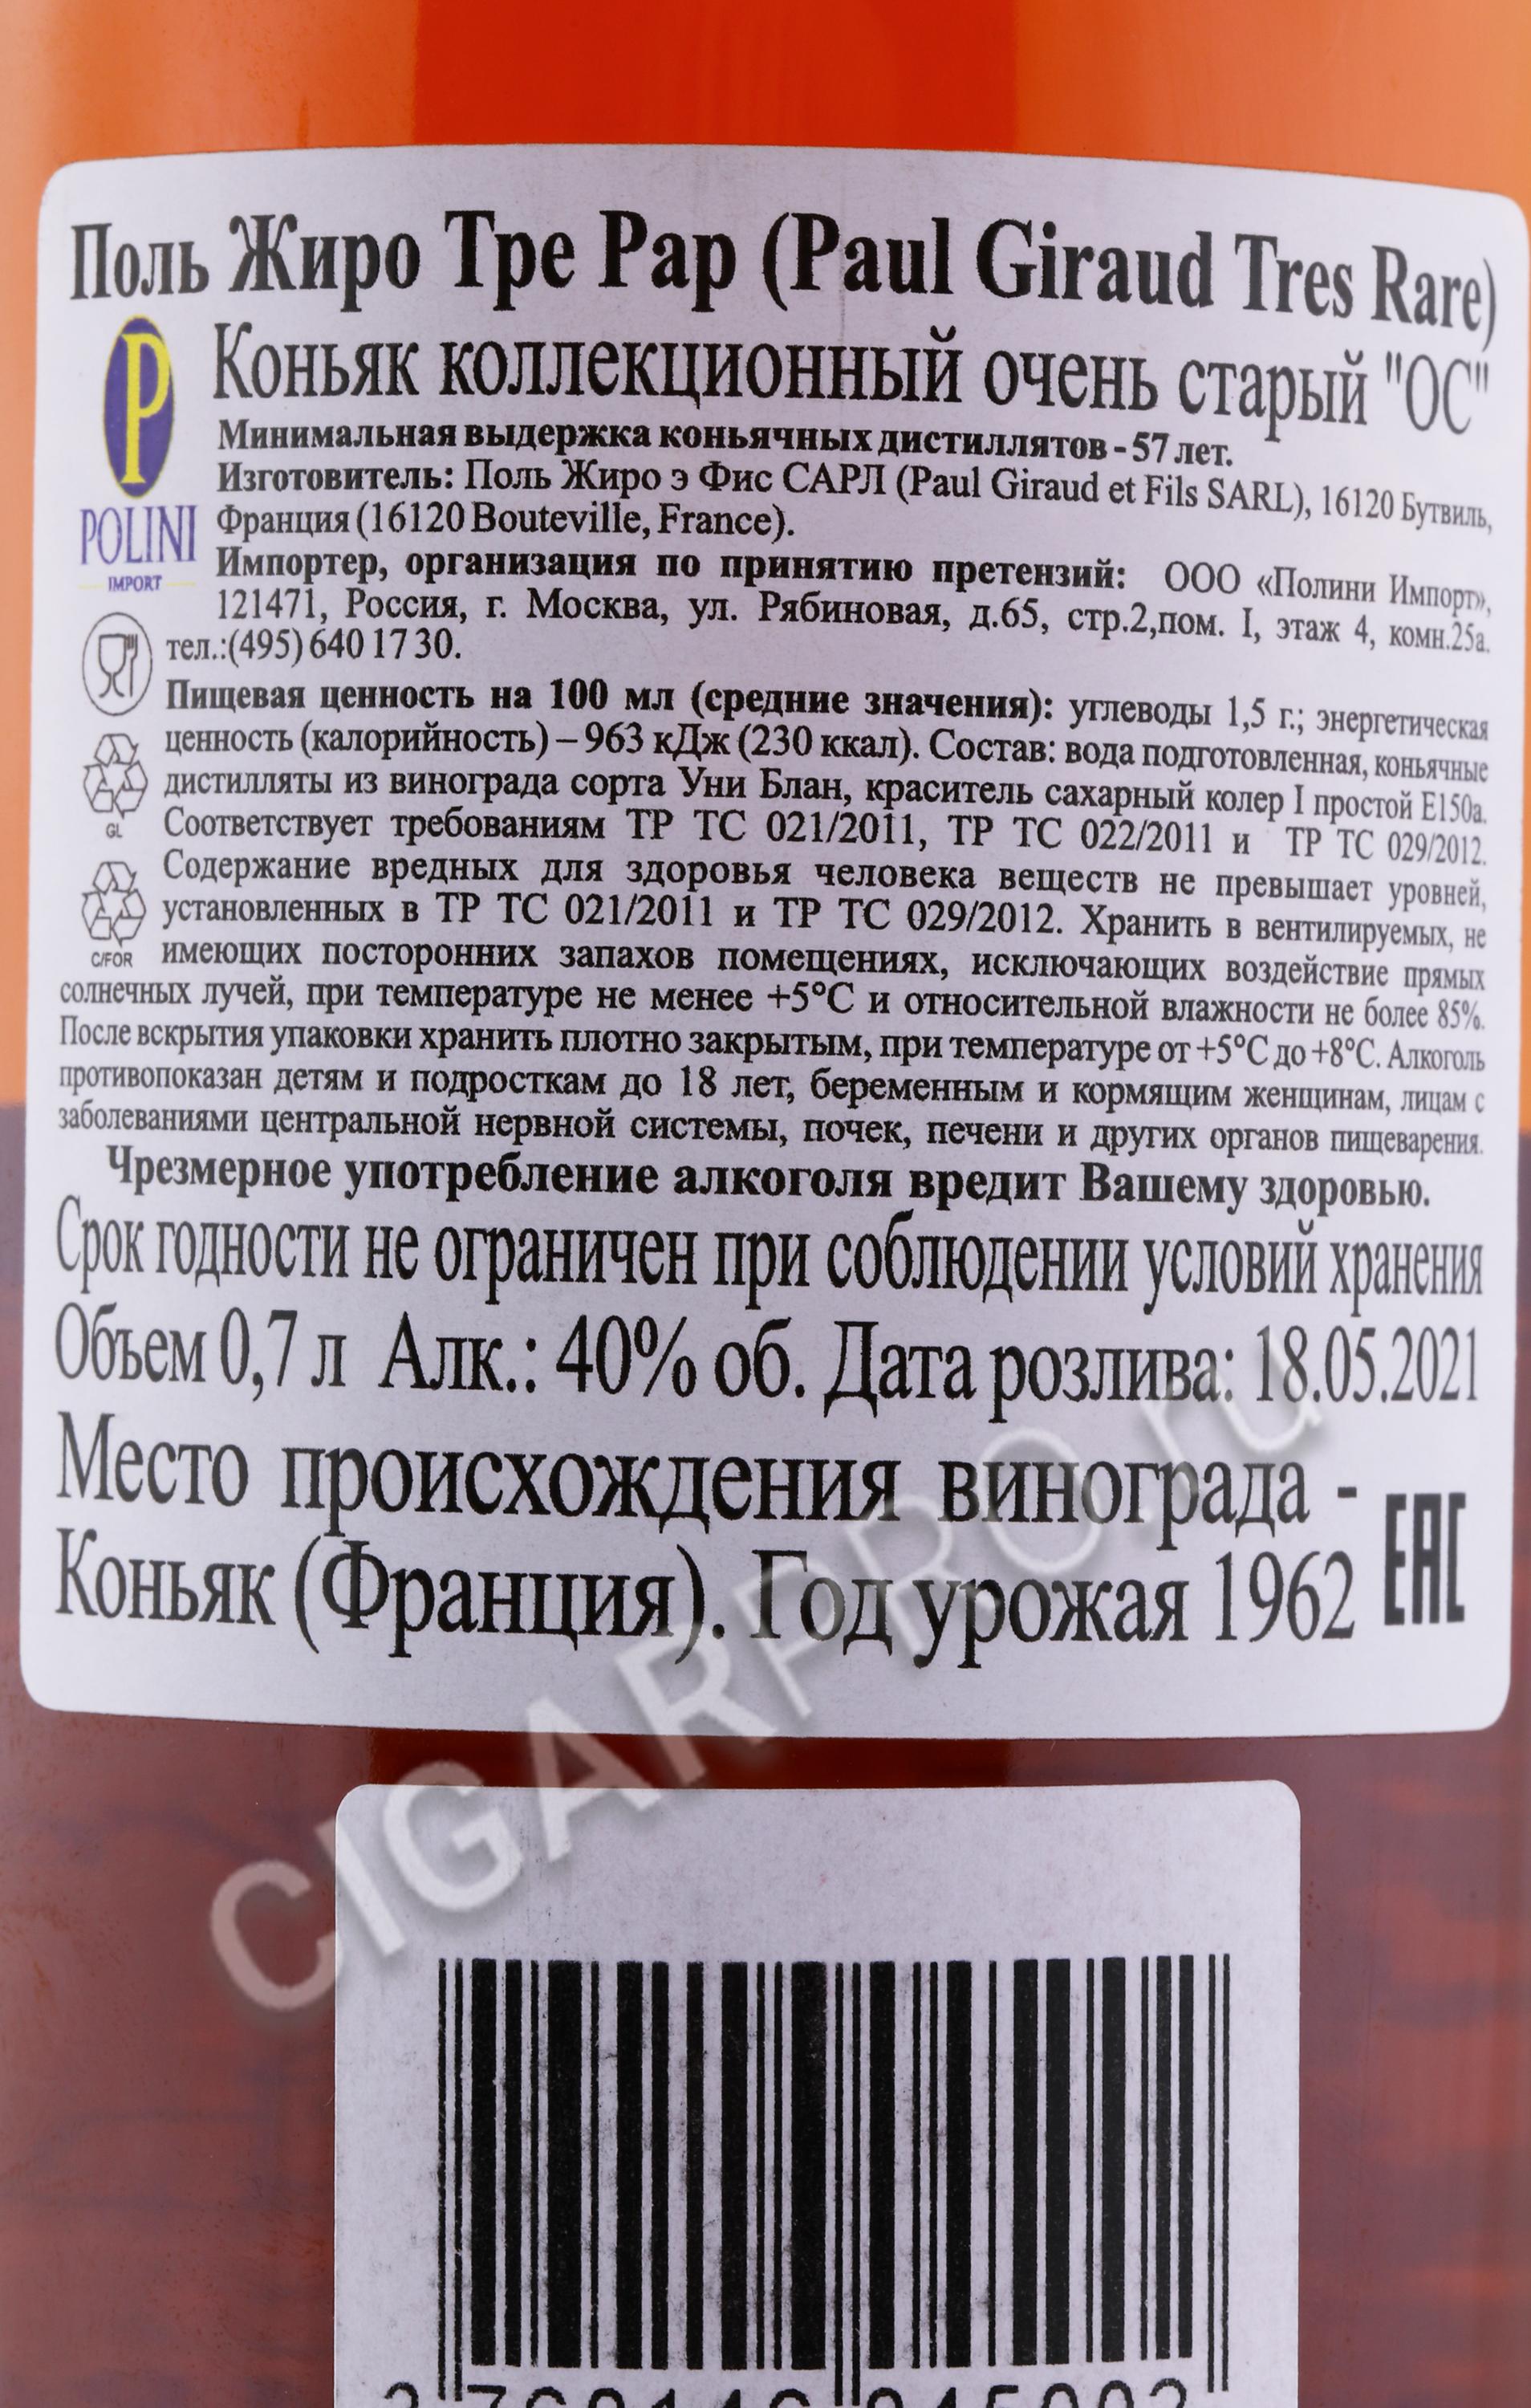 Поль Жиро Тре Рар (Paul Giraud Tres Rare)
Коньяк коллекционный очень старый "ОС"
Минимальная выдержка коньячных дистиллятов - 57 лет.
Изготовитель: Поль Жиро э Фис САРЛ (Paul Giraud et Fils SARL), 16120 Бутвиль,
Франция (16120 Bouteville, France).
P
POLINI
IMPORT
Импортер, организация по принятию претензий: ООО «Полини Импорт»,
121471, Россия, г. Москва, ул. Рябиновая, д.65, стр.2,пом. I, этаж 4, комн.25а.
тел.:(495) 640 17 30.
Пищевая ценность на 100 мл (средние значения): углеводы 1,5 г.; энергетическая
ценность (калорийность) – 963 кДж (230 ккал). Состав: вода подготовленная, коньячные
дистилляты из винограда сорта Уни Блан, краситель сахарный колер I простой Е150а.
GL
Соответствует требованиям ТР ТС 021/2011, ТР ТС 022/2011 и ТР ТС 029/2012.
Содержание вредных для здоровья человека веществ не превышает уровней,
установленных в ТР ТС 021/2011 и ТР ТС 029/2012. Хранить в вентилируемых, не
C/FOR
имеющих посторонних запахов помещениях, исключающих воздействие прямых
солнечных лучей, при температуре не менее +5°С и относительной влажности не более 85%.
После вскрытия упаковки хранить плотно закрытым, при температуре от +5°С до +8°С. Алкоголь
противопоказан детям и подросткам до 18 лет, беременным и кормящим женщинам, лицам с
заболеваниями центральной нервной системы, почек, печени и других органов пищеварения.
Чрезмерное употребление алкоголя вредит Вашему здоровью.
Срок годности не ограничен при соблюдении условий хранения
Объем 0,7 л Алк.: 40% об. Дата розлива: 18.05.2021
Место происхождения винограда -
Коньяк (Франция). Год урожая 1962
EAC
CIGARPRO.ru